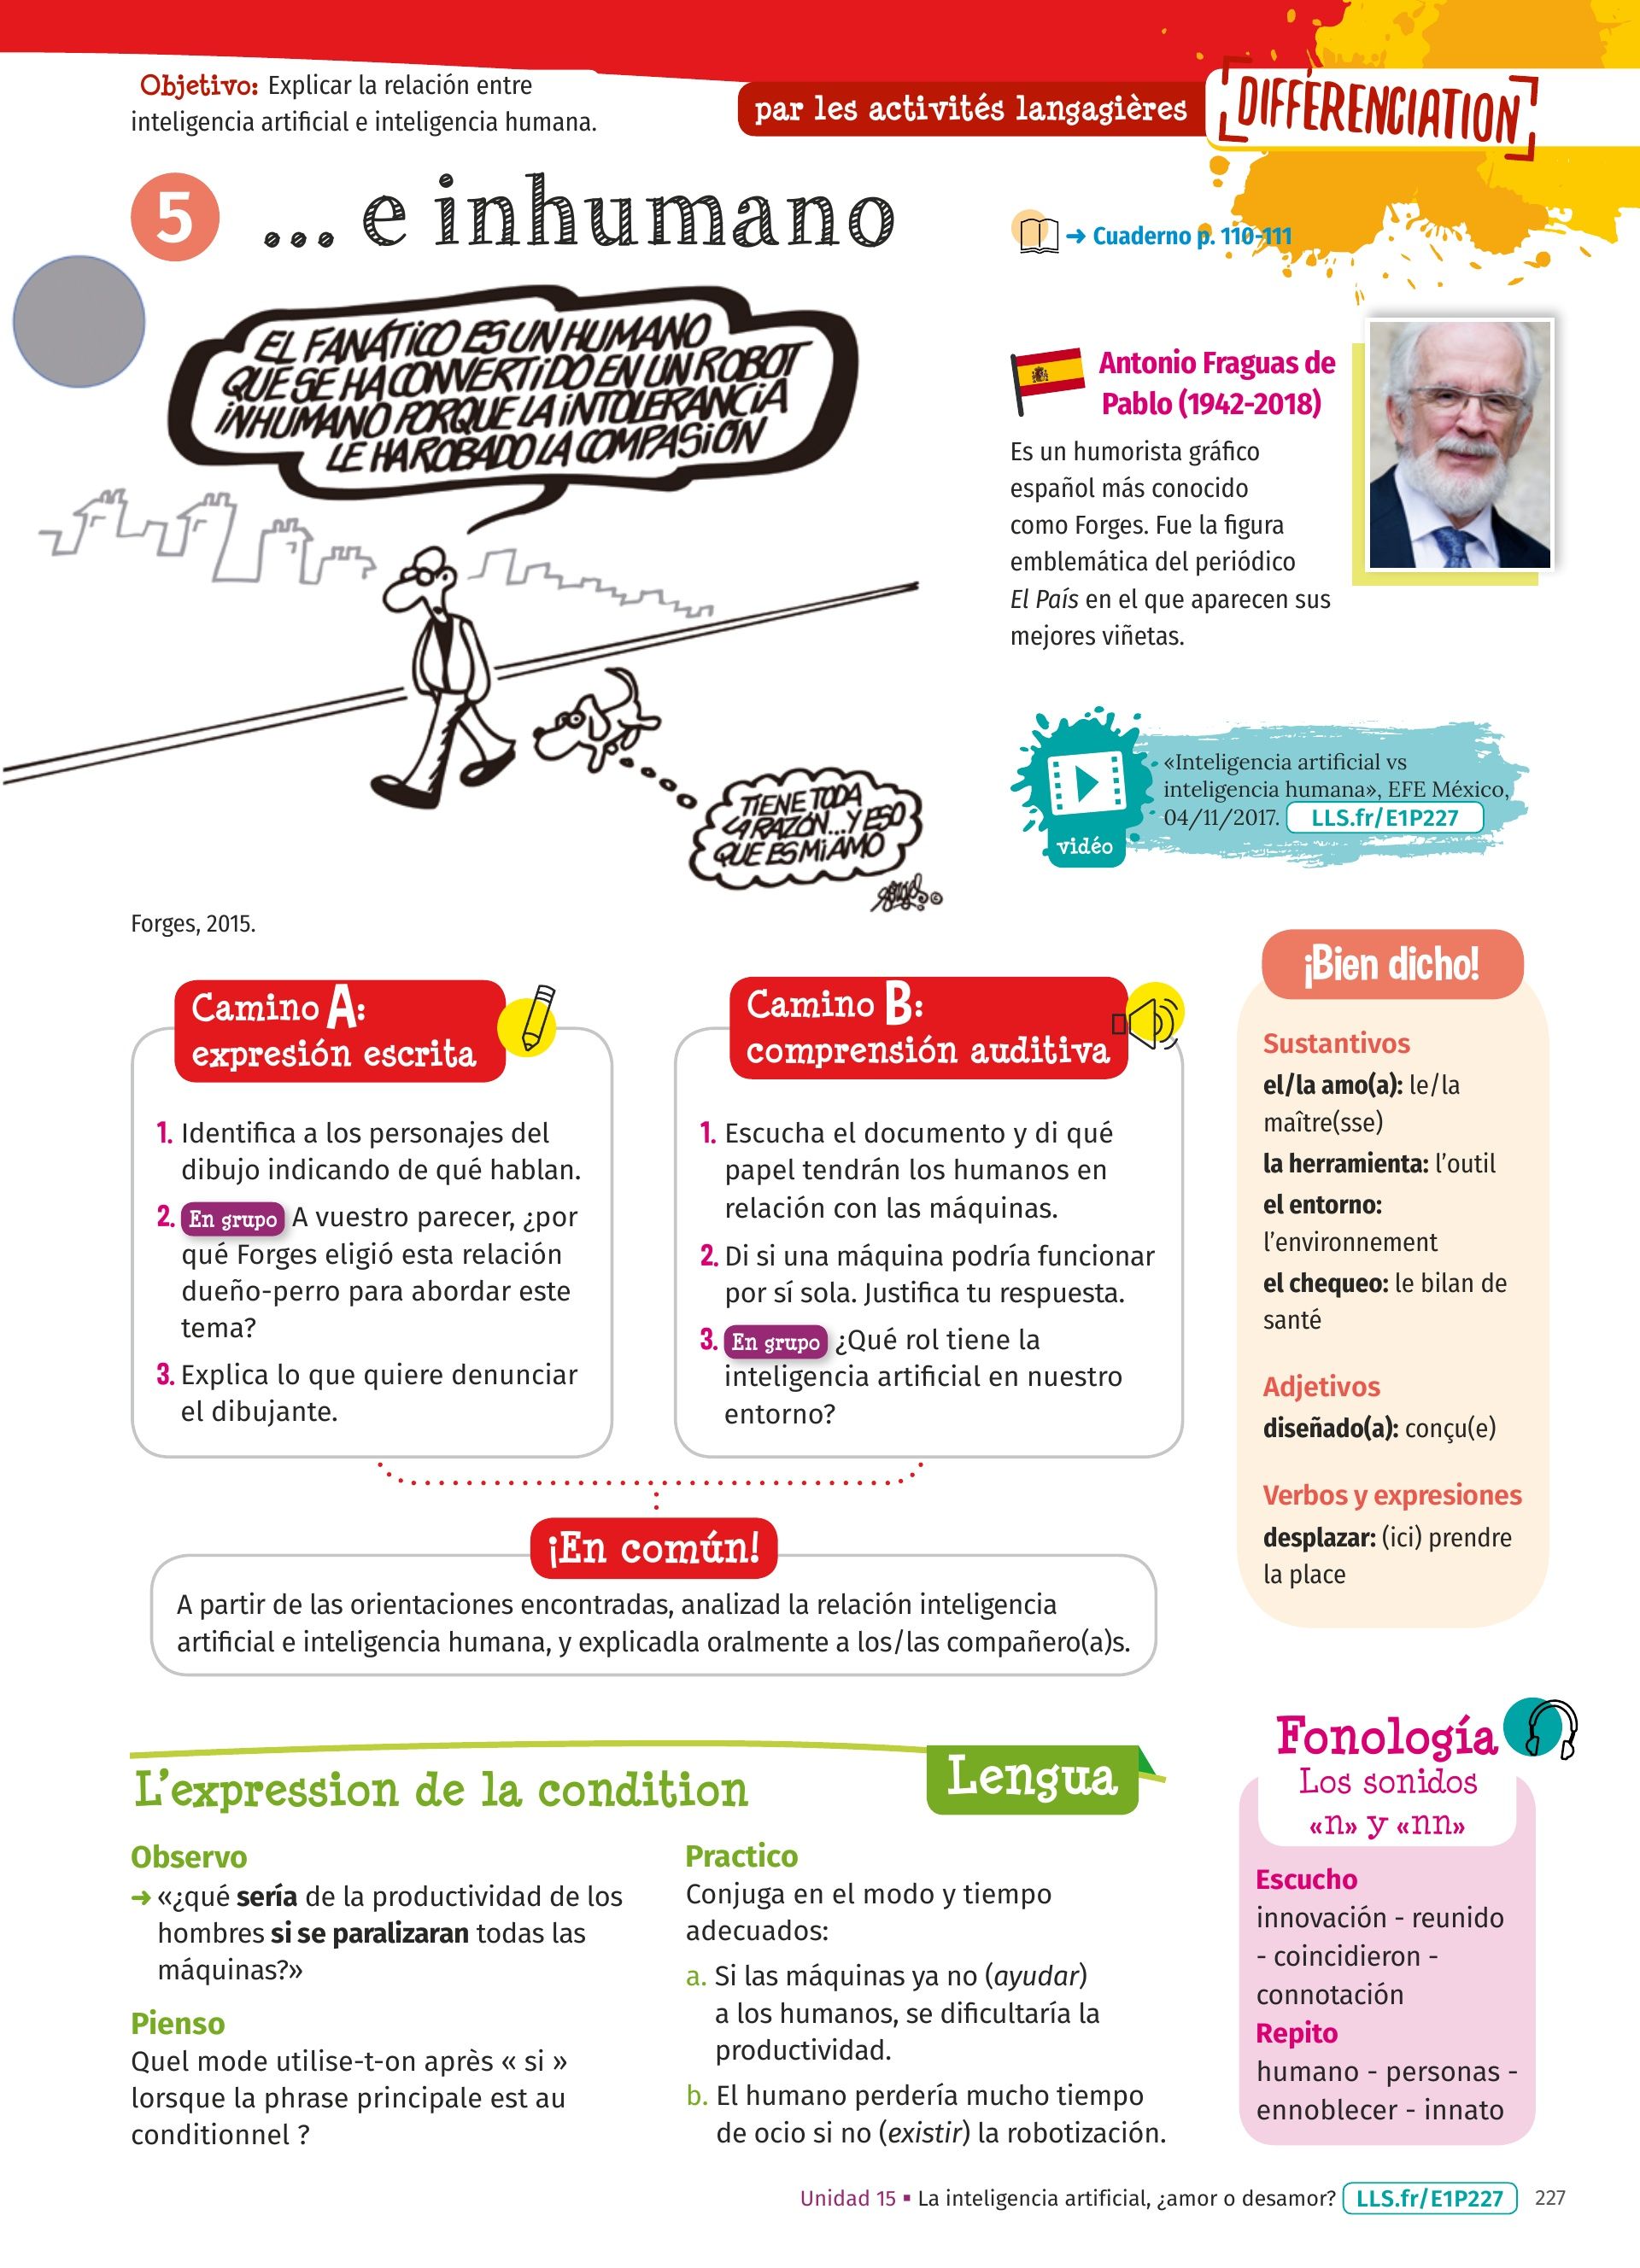 Objetivo: Explicar la relación entre
inteligencia artificial e inteligencia humana.
par les activités langagières
DIFFÉRENCIATION
5 ... e inhumano
→ Cuaderno p. 110-111
EL FANÁTICO ES UN HUMANO
QUE SE HA CONVERTIDO EN UN ROBOT
INHUMANO PORQUE LA INTOLERANCIA
LE HA ROBADO LA COMPASIÓN
TIENE TODA
LA RAZÓN... Y ESO
QUE ES MI AMO
Forges ©
Forges, 2015.
Antonio Fraguas de
Pablo (1942-2018)
Es un humorista gráfico
español más conocido
como Forges. Fue la figura
emblemática del periódico
El País en el que aparecen sus
mejores viñetas.
vidéo
«Inteligencia artificial vs
inteligencia humana», EFE México,
04/11/2017. LLS.fr/E1P227
Camino A:
expresión escrita
1. Identifica a los personajes del
dibujo indicando de qué hablan.
2. En grupo A vuestro parecer, ¿por
qué Forges eligió esta relación
dueño-perro para abordar este
tema?
3. Explica lo que quiere denunciar
el dibujante.
Camino B:
comprensión auditiva
1. Escucha el documento y di qué
papel tendrán los humanos en
relación con las máquinas.
2. Di si una máquina podría funcionar
por sí sola. Justifica tu respuesta.
3. En grupo ¿Qué rol tiene la
inteligencia artificial en nuestro
entorno?
¡En común!
A partir de las orientaciones encontradas, analizad la relación inteligencia
artificial e inteligencia humana, y explicadla oralmente a los/las compañero(a)s.
¡Bien dicho!
Sustantivos
el/la amo(a): le/la
maître(sse)
la herramienta: l'outil
el entorno:
l'environnement
el chequeo: le bilan de
santé
Adjetivos
diseñado(a): conçu(e)
Verbos y expresiones
desplazar: (ici) prendre
la place
Lengua
L'expression de la condition
Observo
→ «¿qué sería de la productividad de los
hombres si se paralizaran todas las
máquinas?»
Pienso
Quel mode utilise-t-on après « si »
lorsque la phrase principale est au
conditionnel ?
Practico
Conjuga en el modo y tiempo
adecuados:
a. Si las máquinas ya no (ayudar)
a los humanos, se dificultaría la
productividad.
b. El humano perdería mucho tiempo
de ocio si no (existir) la robotización.
Fonología
Los sonidos
«n» y «nn»
Escucho
innovación - reunido
- coincidieron -
connotación
Repito
humano - personas -
ennoblecer - innato
Unidad 15 ▪ La inteligencia artificial, ¿amor o desamor? LLS.fr/E1P227 227